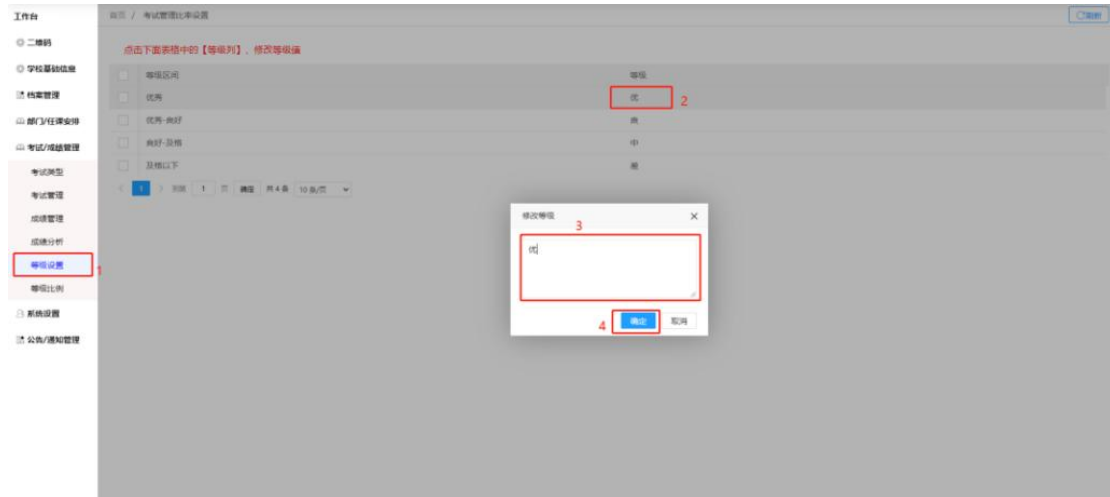 工作台
首页 / 考试管理比率设置
刷新
二维码
点击下面表格中的【等级列】，修改等级值
学校基础信息
等级区间 等级
档案管理
优秀 优 2
部门/任课安排
优秀-良好 良
考试/成绩管理
良好-及格 中
考试类型
及格以下 差
考试管理
1 到第 1 页 确定 共 4 条 10 条/页
成绩管理
修改等级
3
成绩分析
优
等级设置 1
等级比例
系统设置
4 确定 取消
公告/通知管理